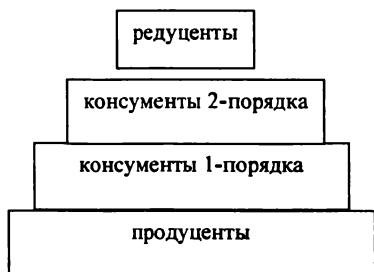 редуценты
консументы 2-порядка
консументы 1-порядка
продуценты